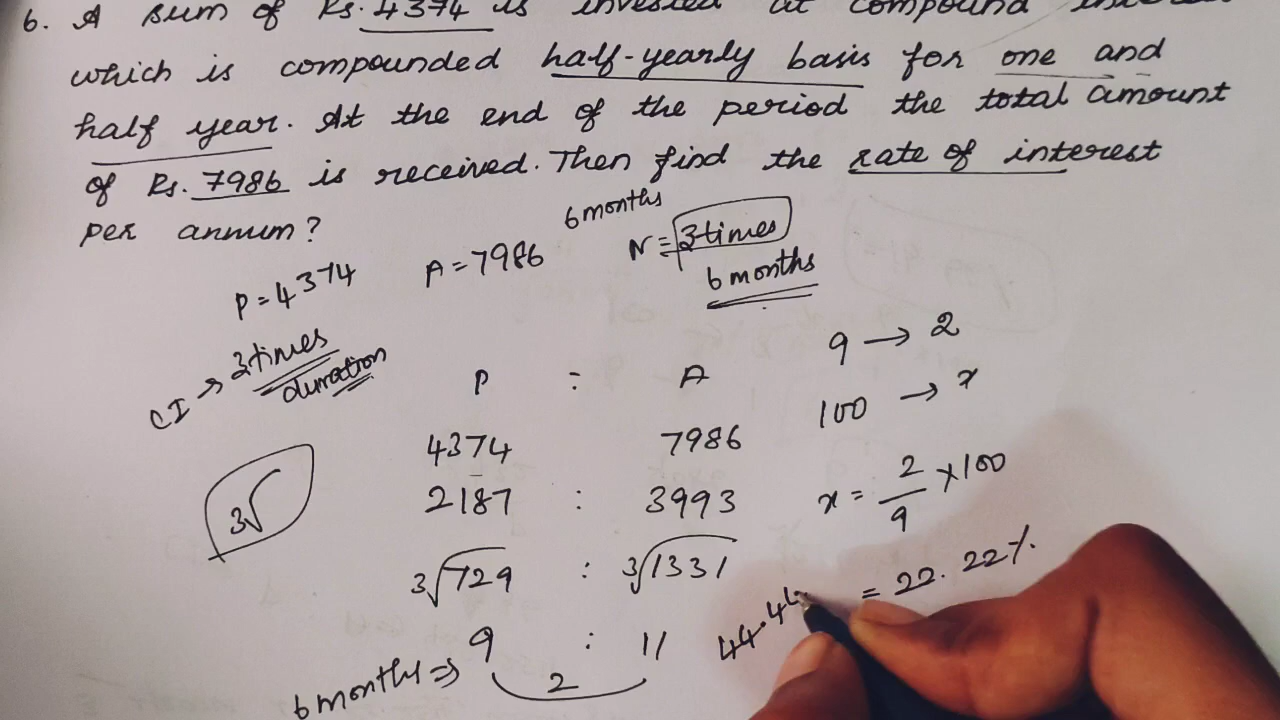 6. A sum of Rs. 4374 is invested at compound
which is compounded half-yearly basis for one and
half year. At the end of the period the total amount
of Rs. 7986 is received. Then find the rate of interest
per annum?
6 months
P = 4374 A = 7986 N = 3 times
6 months
CI → 3 times
duration
P : A
9 → 2
100 → x
4374 7986
2187 : 3993
x = 2/9 × 100
3√
3√729 : 3√1331
= 22.22%
44.44
6 months ⇒ 9 : 11
2